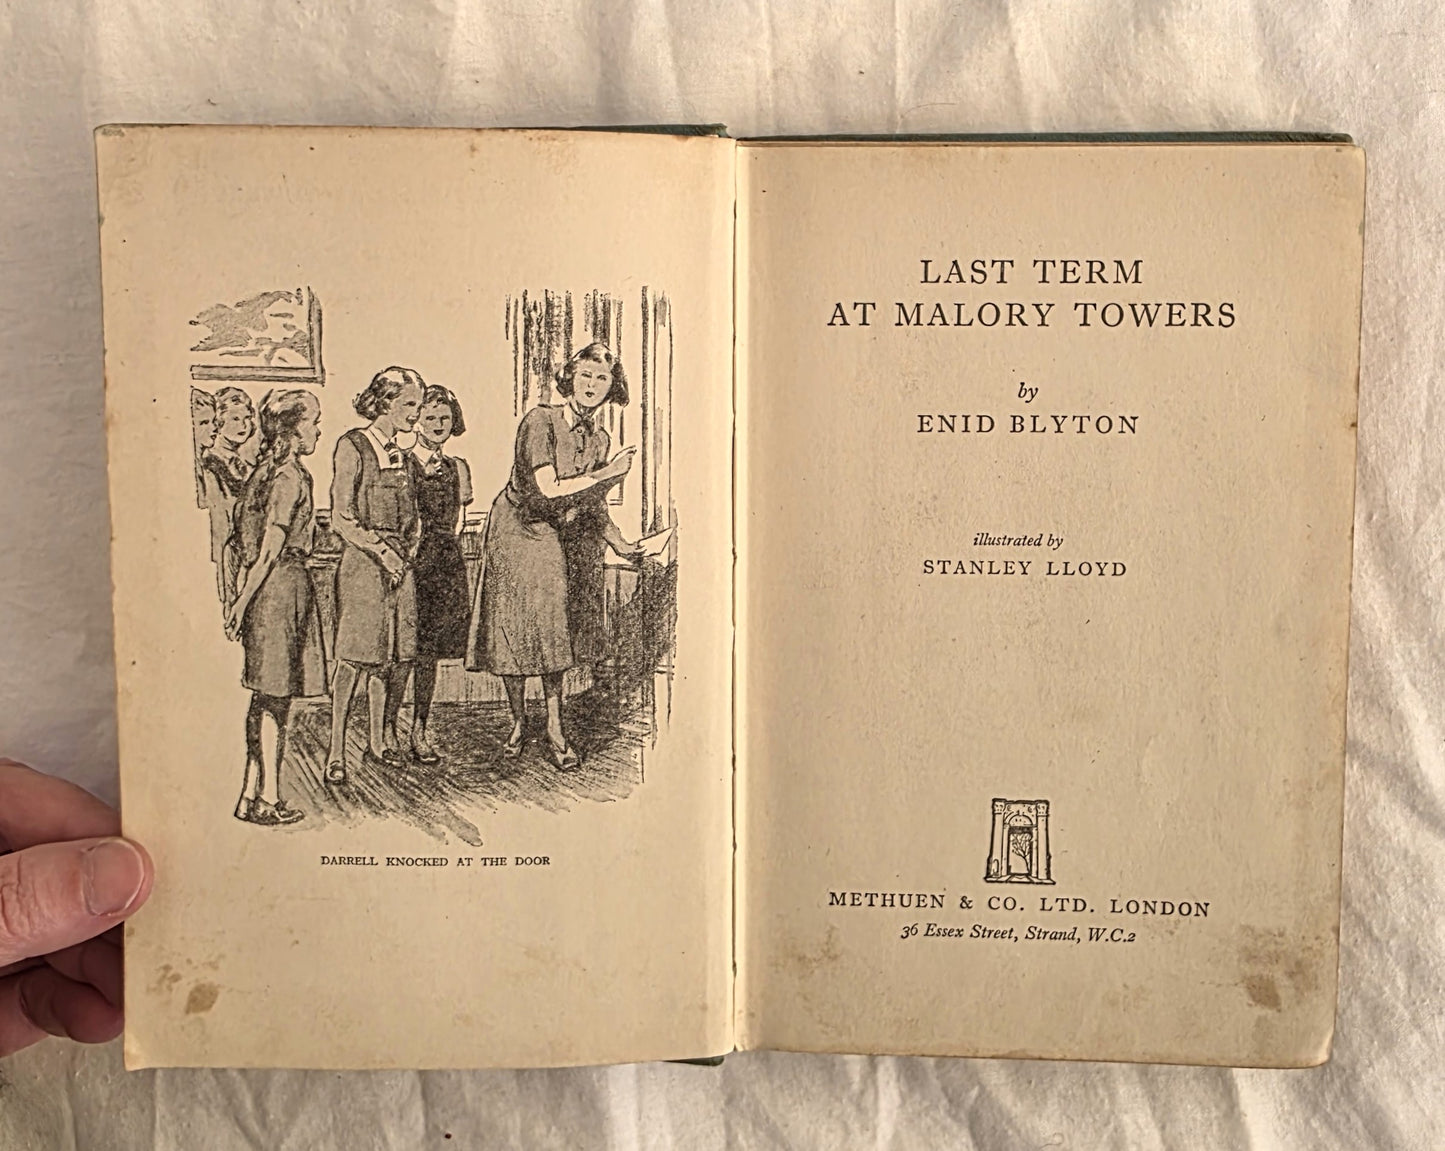 DARRELL KNOCKED AT THE DOOR
LAST TERM
AT MALORY TOWERS
by
ENID BLYTON
illustrated by
STANLEY LLOYD
METHUEN & CO. LTD. LONDON
36 Essex Street, Strand, W.C.2